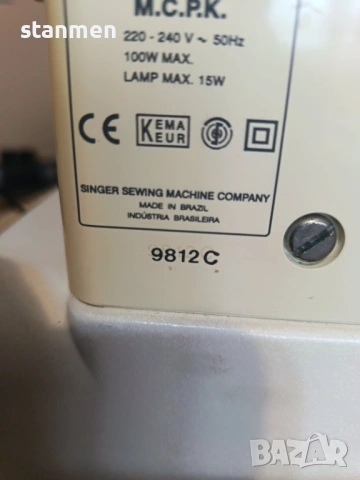 stanmen
M.C.P.K.
220 - 240 V ~ 50Hz
100W MAX.
LAMP MAX. 15W
CE KEMA KEUR S
SINGER SEWING MACHINE COMPANY
MADE IN BRAZIL
INDÚSTRIA BRASILEIRA
9812 C
BAZAR
bg